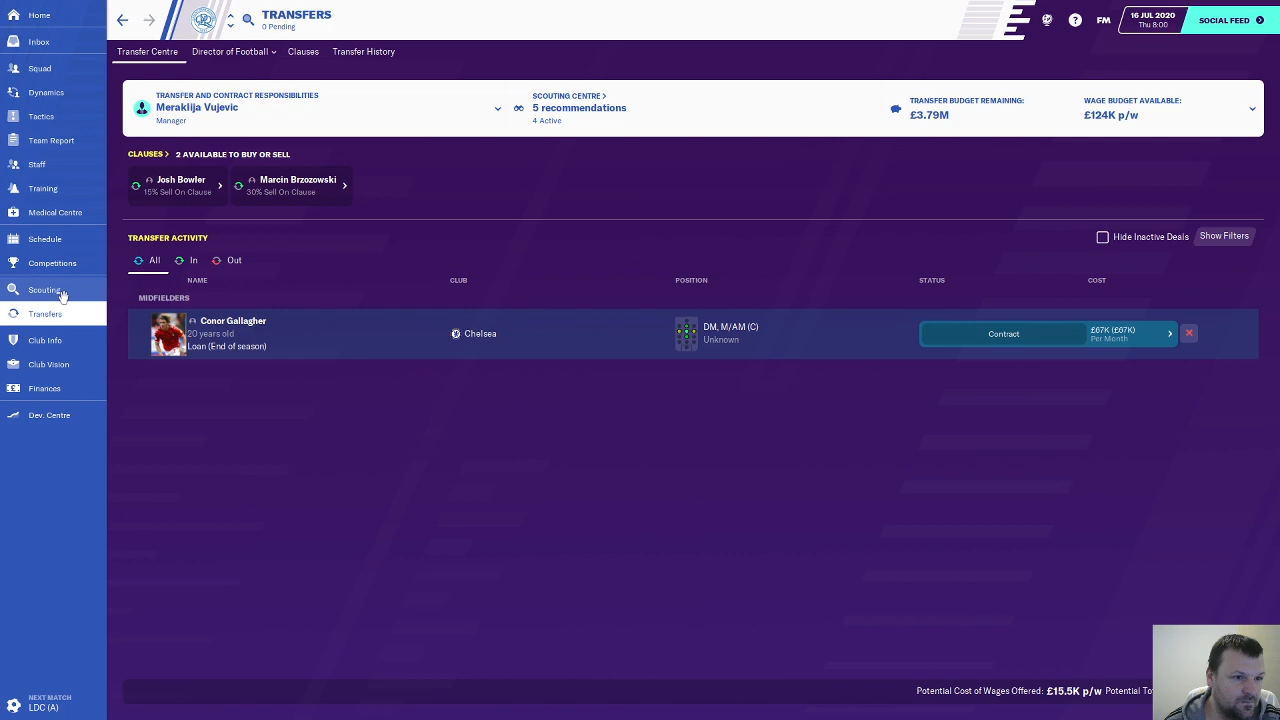 Home
Inbox
Squad
Dynamics
Tactics
Team Report
Staff
Training
Medical Centre
Schedule
Competitions
Scouting
Transfers
Club Info
Club Vision
Finances
Dev. Centre
NEXT MATCH
LDC (A)
TRANSFERS
0 Pending
FM
16 JUL 2020
Thu 8:00
SOCIAL FEED
Transfer Centre
Director of Football
Clauses
Transfer History
TRANSFER AND CONTRACT RESPONSIBILITIES
Meraklija Vujevic
Manager
SCOUTING CENTRE >
5 recommendations
4 Active
TRANSFER BUDGET REMAINING:
£3.79M
WAGE BUDGET AVAILABLE:
£124K p/w
CLAUSES > 2 AVAILABLE TO BUY OR SELL
Josh Bowler
15% Sell On Clause
Marcin Brzozowski
30% Sell On Clause
TRANSFER ACTIVITY
Hide Inactive Deals
Show Filters
All
In
Out
NAME CLUB POSITION STATUS COST
MIDFIELDERS
Conor Gallagher
20 years old
Loan (End of season)
Chelsea
DM, M/AM (C)
Unknown
Contract
£67K (£67K)
Per Month
Potential Cost of Wages Offered: £15.5K p/w Potential